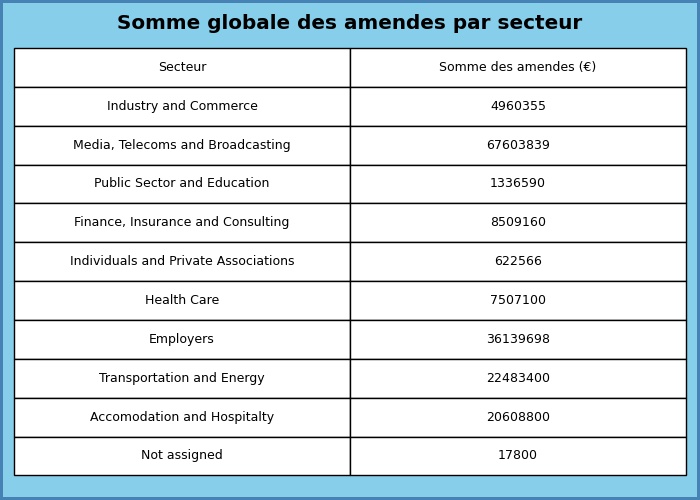 Somme globale des amendes par secteur
Secteur Somme des amendes (€)
Industry and Commerce 4960355
Media, Telecoms and Broadcasting 67603839
Public Sector and Education 1336590
Finance, Insurance and Consulting 8509160
Individuals and Private Associations 622566
Health Care 7507100
Employers 36139698
Transportation and Energy 22483400
Accomodation and Hospitalty 20608800
Not assigned 17800